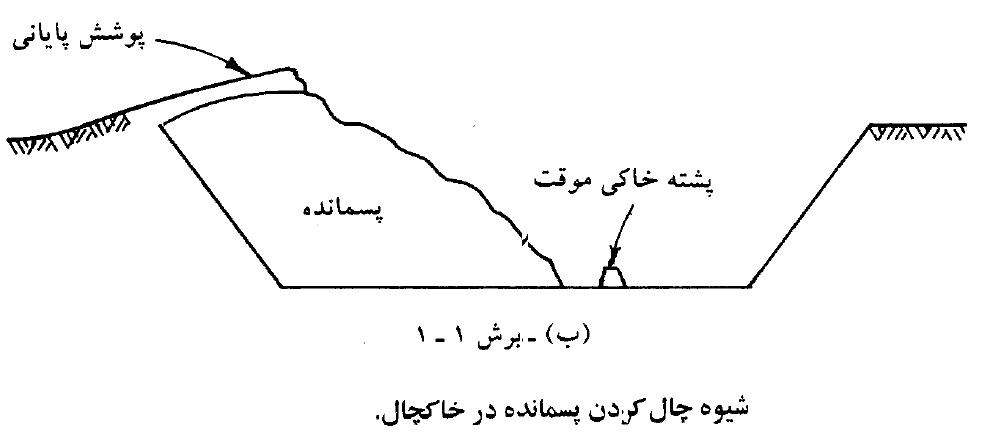 پوشش پایانی
پشته خاکی موقت
پسمانده
(ب) ـ برش ۱ ـ ۱
شیوه چال کردن پسمانده در خاکچال.